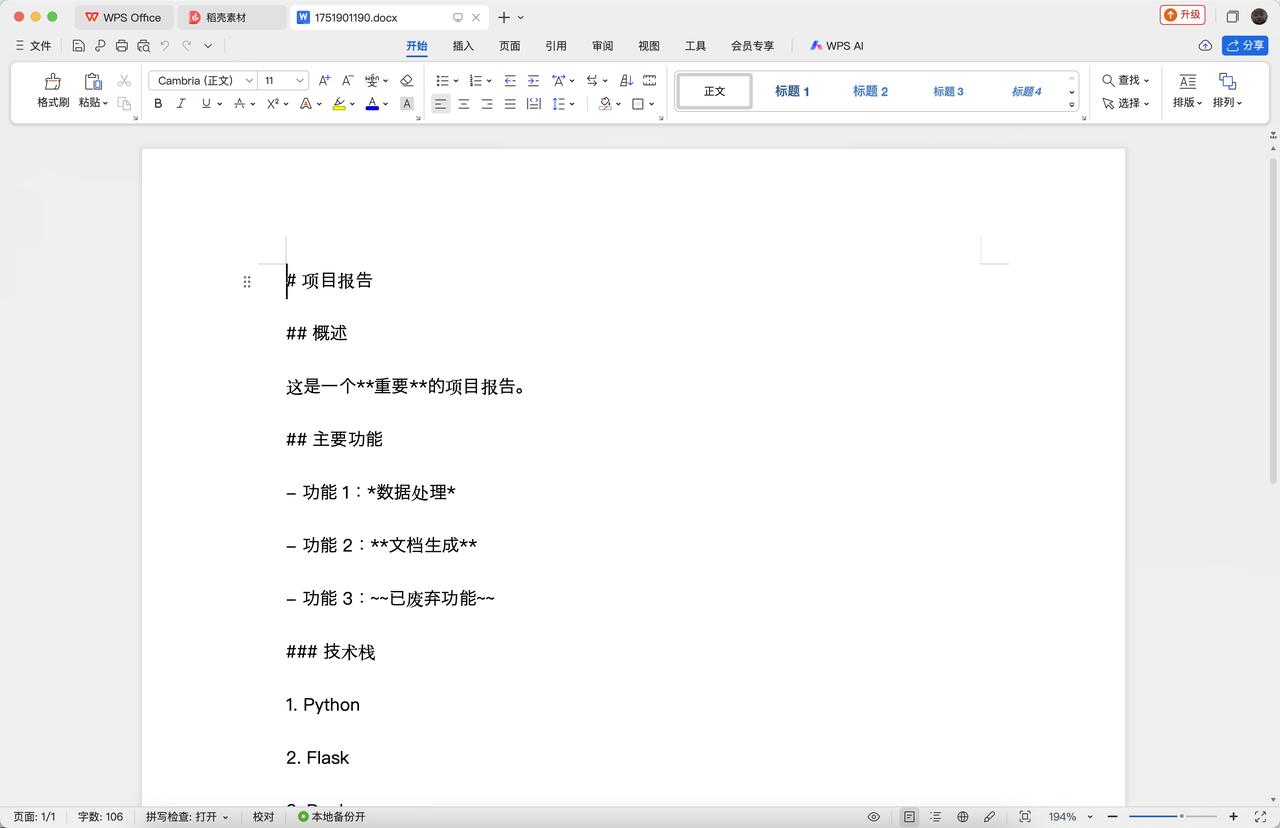 WPS Office
稻壳素材
1751901190.docx
升级
文件
开始
插入
页面
引用
审阅
视图
工具
会员专享
WPS AI
分享
格式刷
粘贴
Cambria (正文)
11
正文
标题 1
标题 2
标题 3
标题 4
查找
选择
排版
排列
# 项目报告
## 概述
这是一个**重要**的项目报告。
## 主要功能
– 功能 1：*数据处理*
– 功能 2：**文档生成**
– 功能 3：~~已废弃功能~~
### 技术栈
1. Python
2. Flask
页面: 1/1
字数: 106
拼写检查: 打开
校对
本地备份开
194%